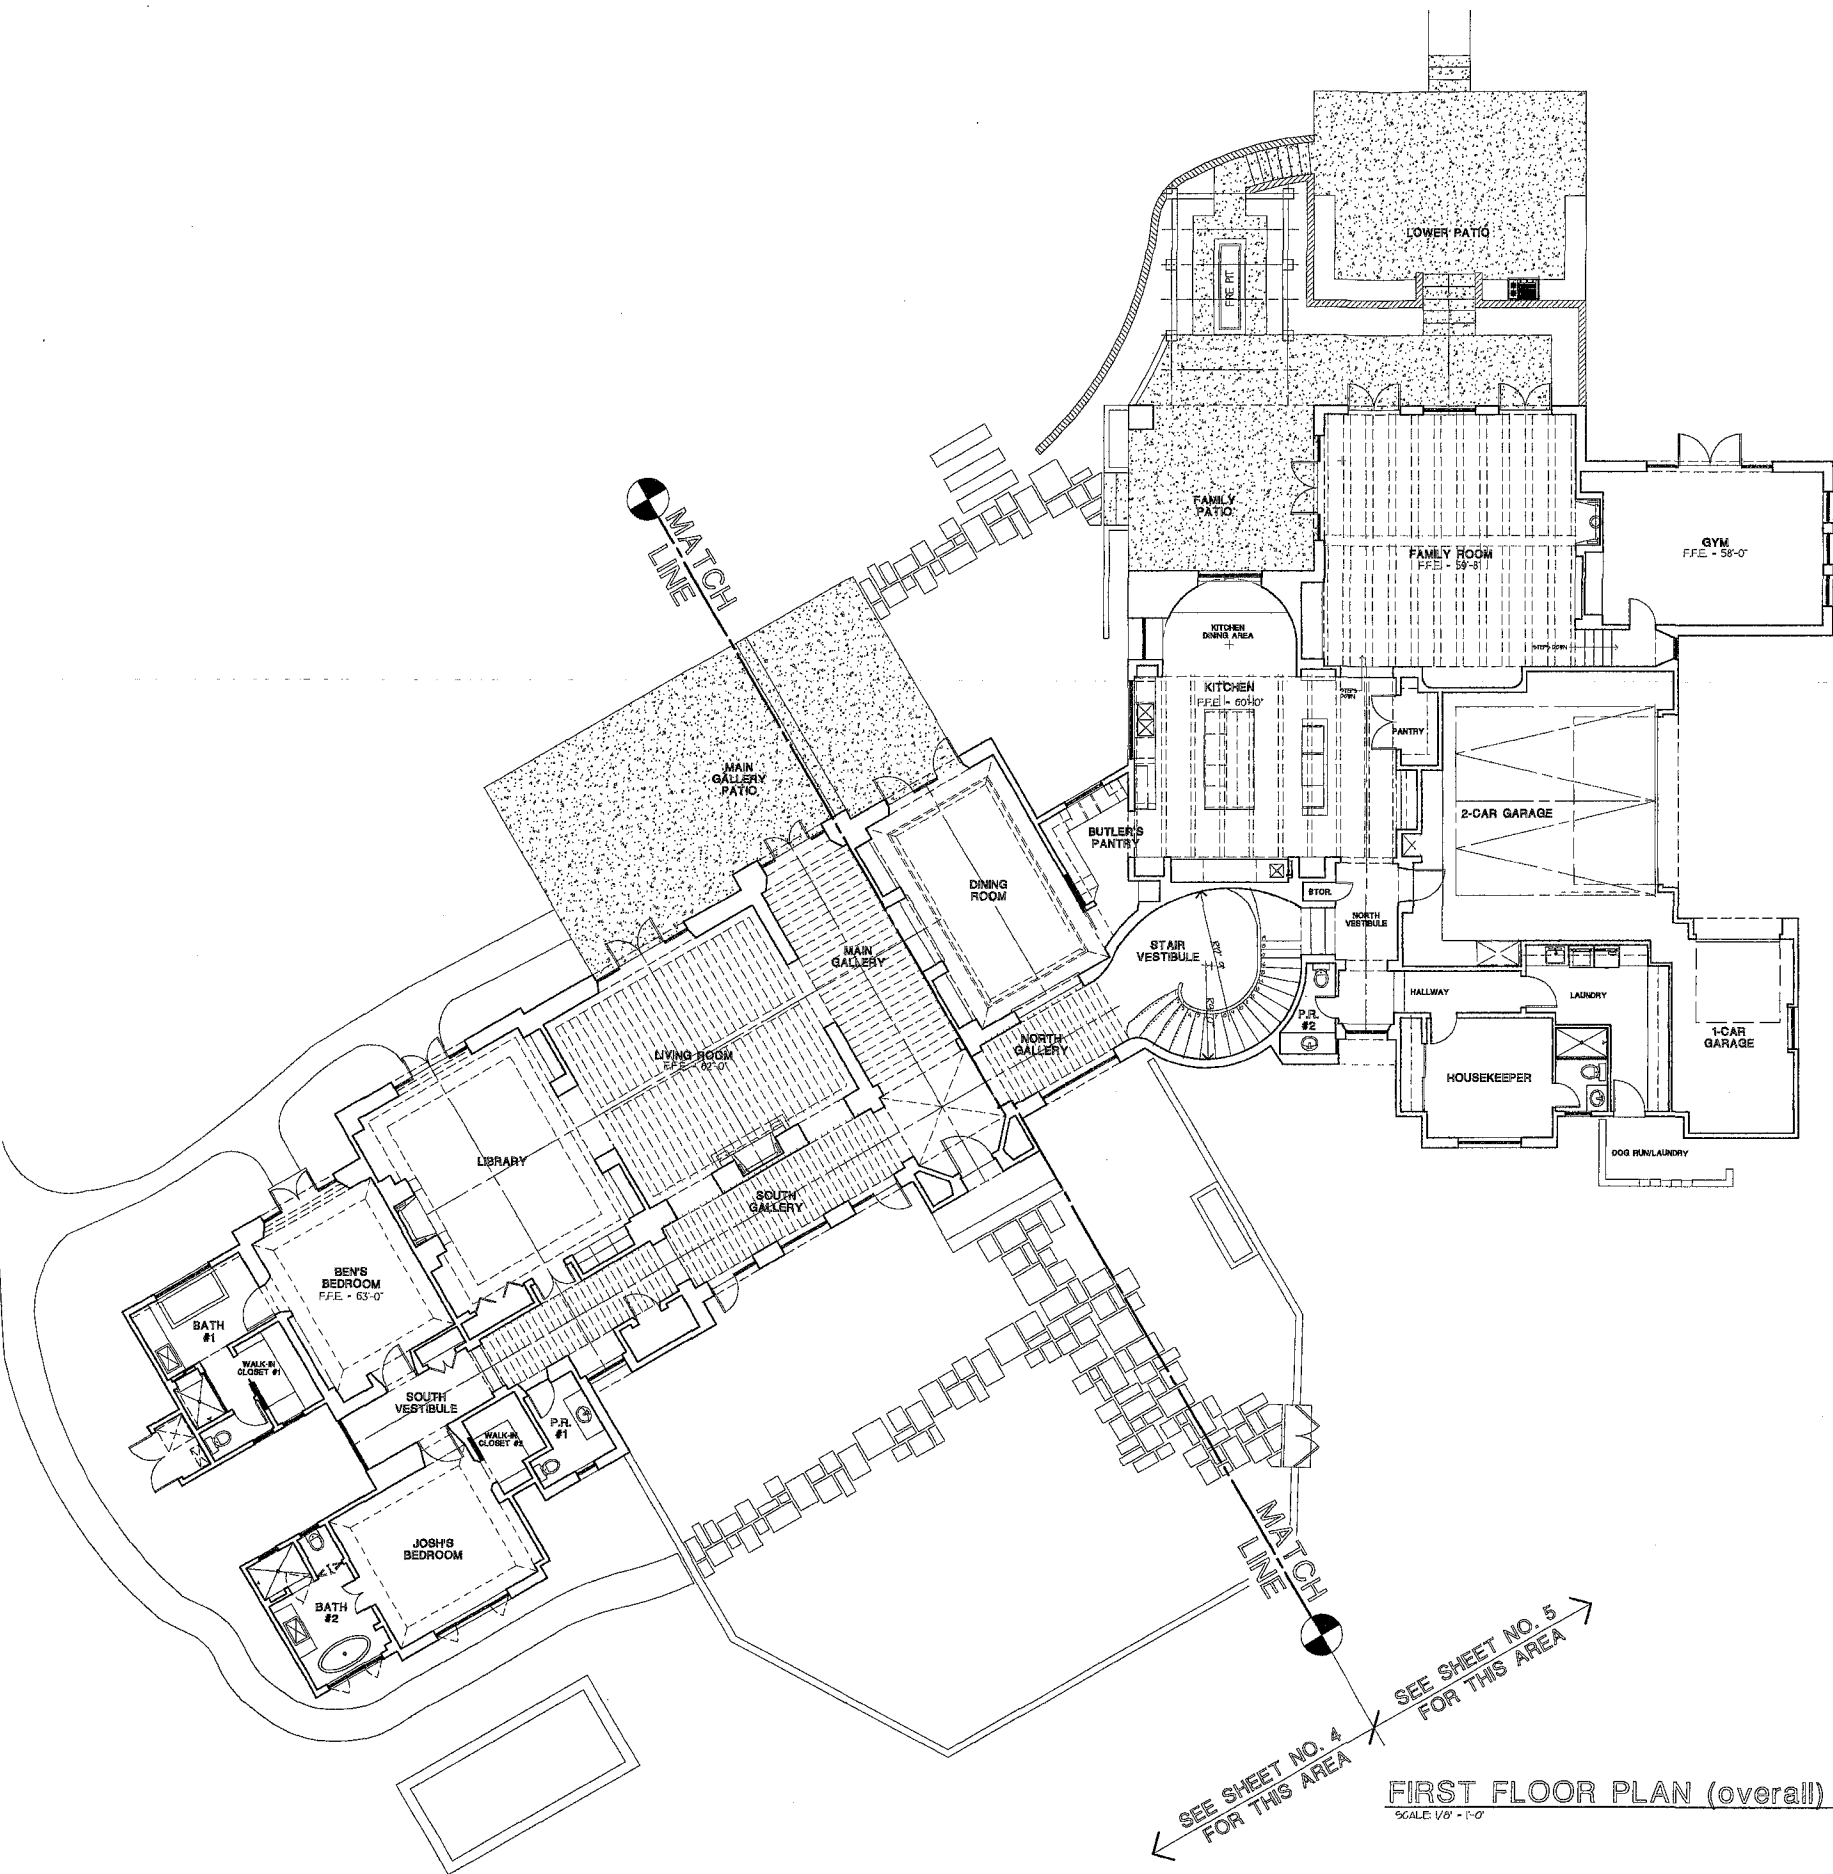 LOWER PATIO
FIRE PIT
FAMILY
PATIO
FAMILY ROOM
F.F.E. - 59'-8"
GYM
F.F.E. - 58'-0"
STEPS DOWN
MATCH
LINE
KITCHEN
DINING AREA
KITCHEN
F.F.E. - 60'-10"
PANTRY
2-CAR GARAGE
MAIN
GALLERY
PATIO
BUTLER'S
PANTRY
DINING
ROOM
STOR.
NORTH
VESTIBULE
STAIR
VESTIBULE
MAIN
GALLERY
HALLWAY
LAUNDRY
P.R.
#2
1-CAR
GARAGE
NORTH
GALLERY
LIVING ROOM
F.F.E. - 62'-0"
HOUSEKEEPER
DOG RUN/LAUNDRY
LIBRARY
SOUTH
GALLERY
BEN'S
BEDROOM
F.F.E. - 63'-0"
BATH
#1
WALK-IN
CLOSET #1
SOUTH
VESTIBULE
P.R.
#1
WALK-IN
CLOSET #2
JOSH'S
BEDROOM
BATH
#2
MATCH
LINE
SEE SHEET NO. 5
FOR THIS AREA
SEE SHEET NO. 4
FOR THIS AREA
FIRST FLOOR PLAN (overall)
SCALE: 1/8" - 1'-0"